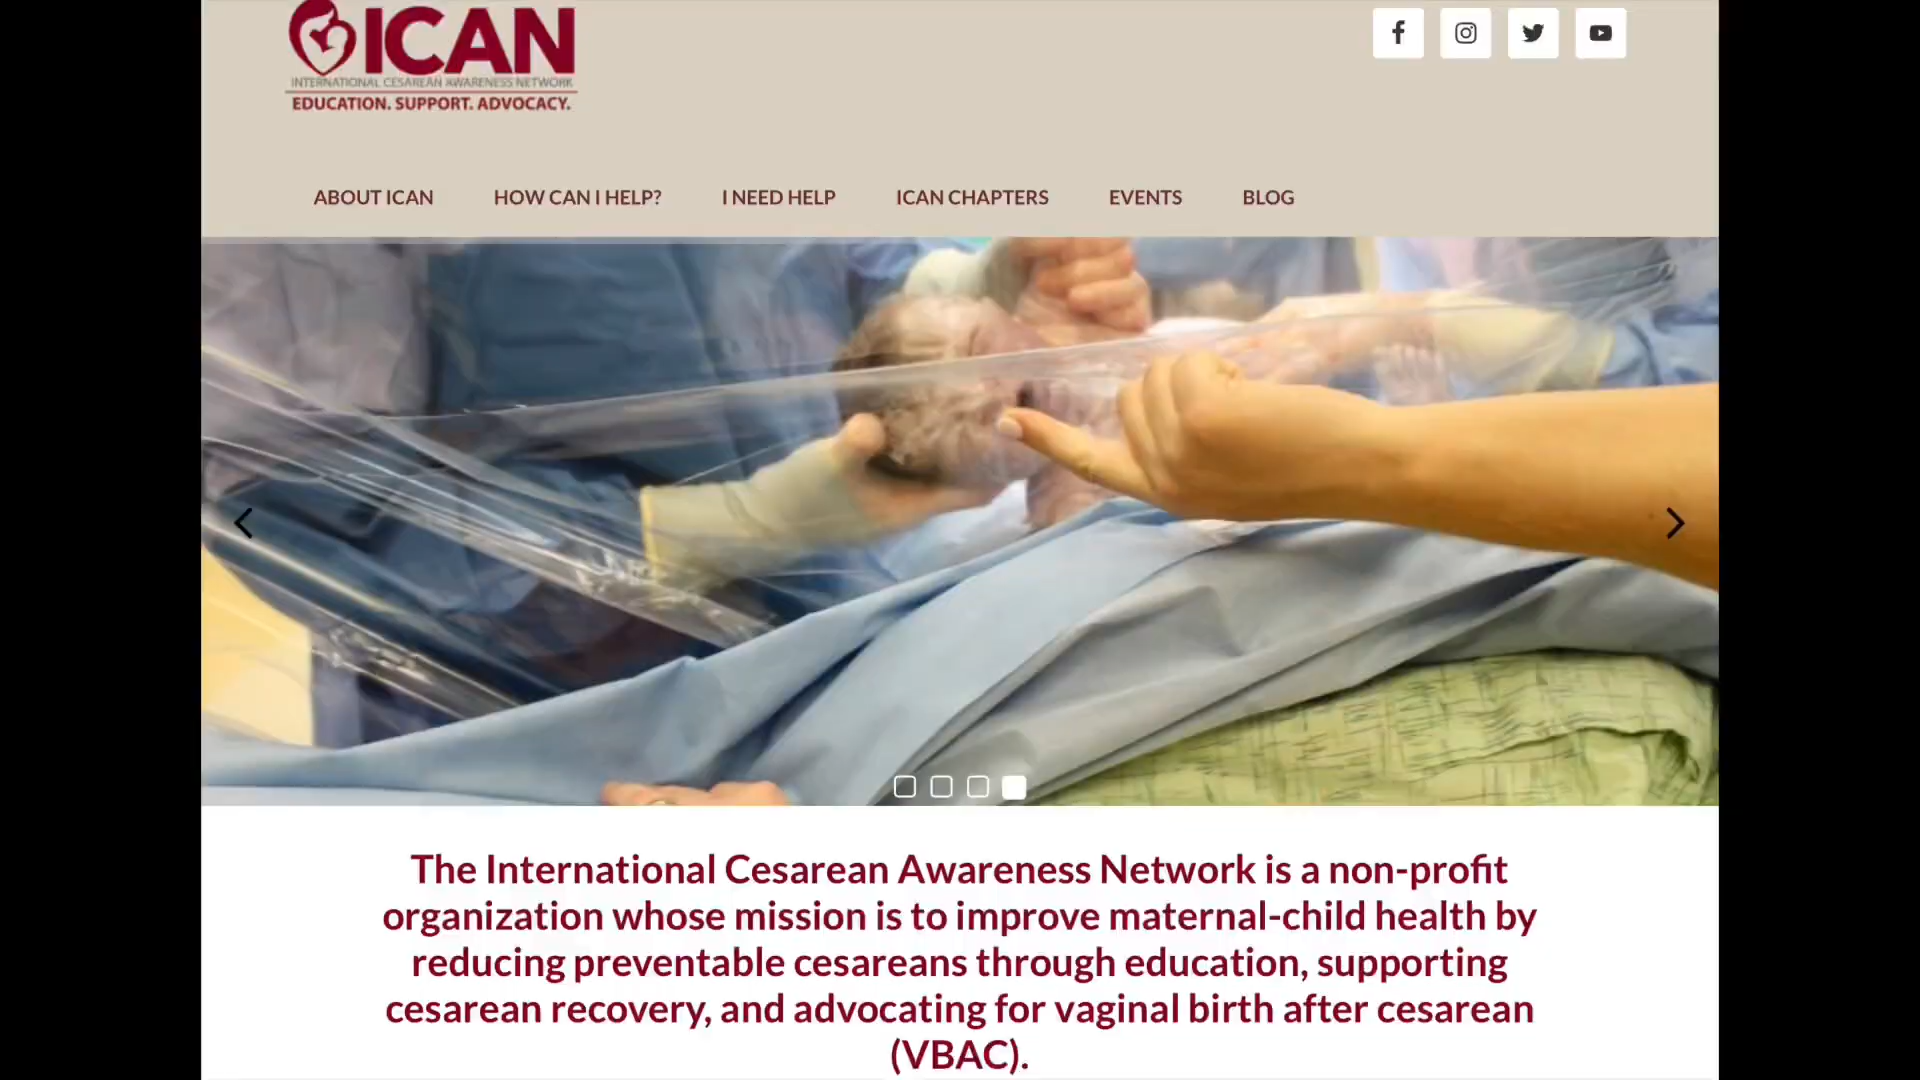 ICAN
INTERNATIONAL CESAREAN AWARENESS NETWORK
EDUCATION. SUPPORT. ADVOCACY.
ABOUT ICAN HOW CAN I HELP? I NEED HELP ICAN CHAPTERS EVENTS BLOG
The International Cesarean Awareness Network is a non-profit
organization whose mission is to improve maternal-child health by
reducing preventable cesareans through education, supporting
cesarean recovery, and advocating for vaginal birth after cesarean
(VBAC).